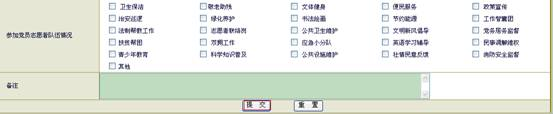 卫生保洁 敬老助残 文体健身 便民服务 政策宣传
治安巡逻 绿化养护 书法绘画 节约能源 工作智囊团
参加党员志愿者队伍情况 法制帮教工作 志愿者联络岗 公共卫生维护 文明新风倡导 党务居务监督
扶贫帮困 双拥工作 应急小分队 英语学习辅导 民事调解维权
青少年教育 科学知识普及 公共设施维护 社情民意反馈 消防安全监督
其他
备注
提 交 重 置